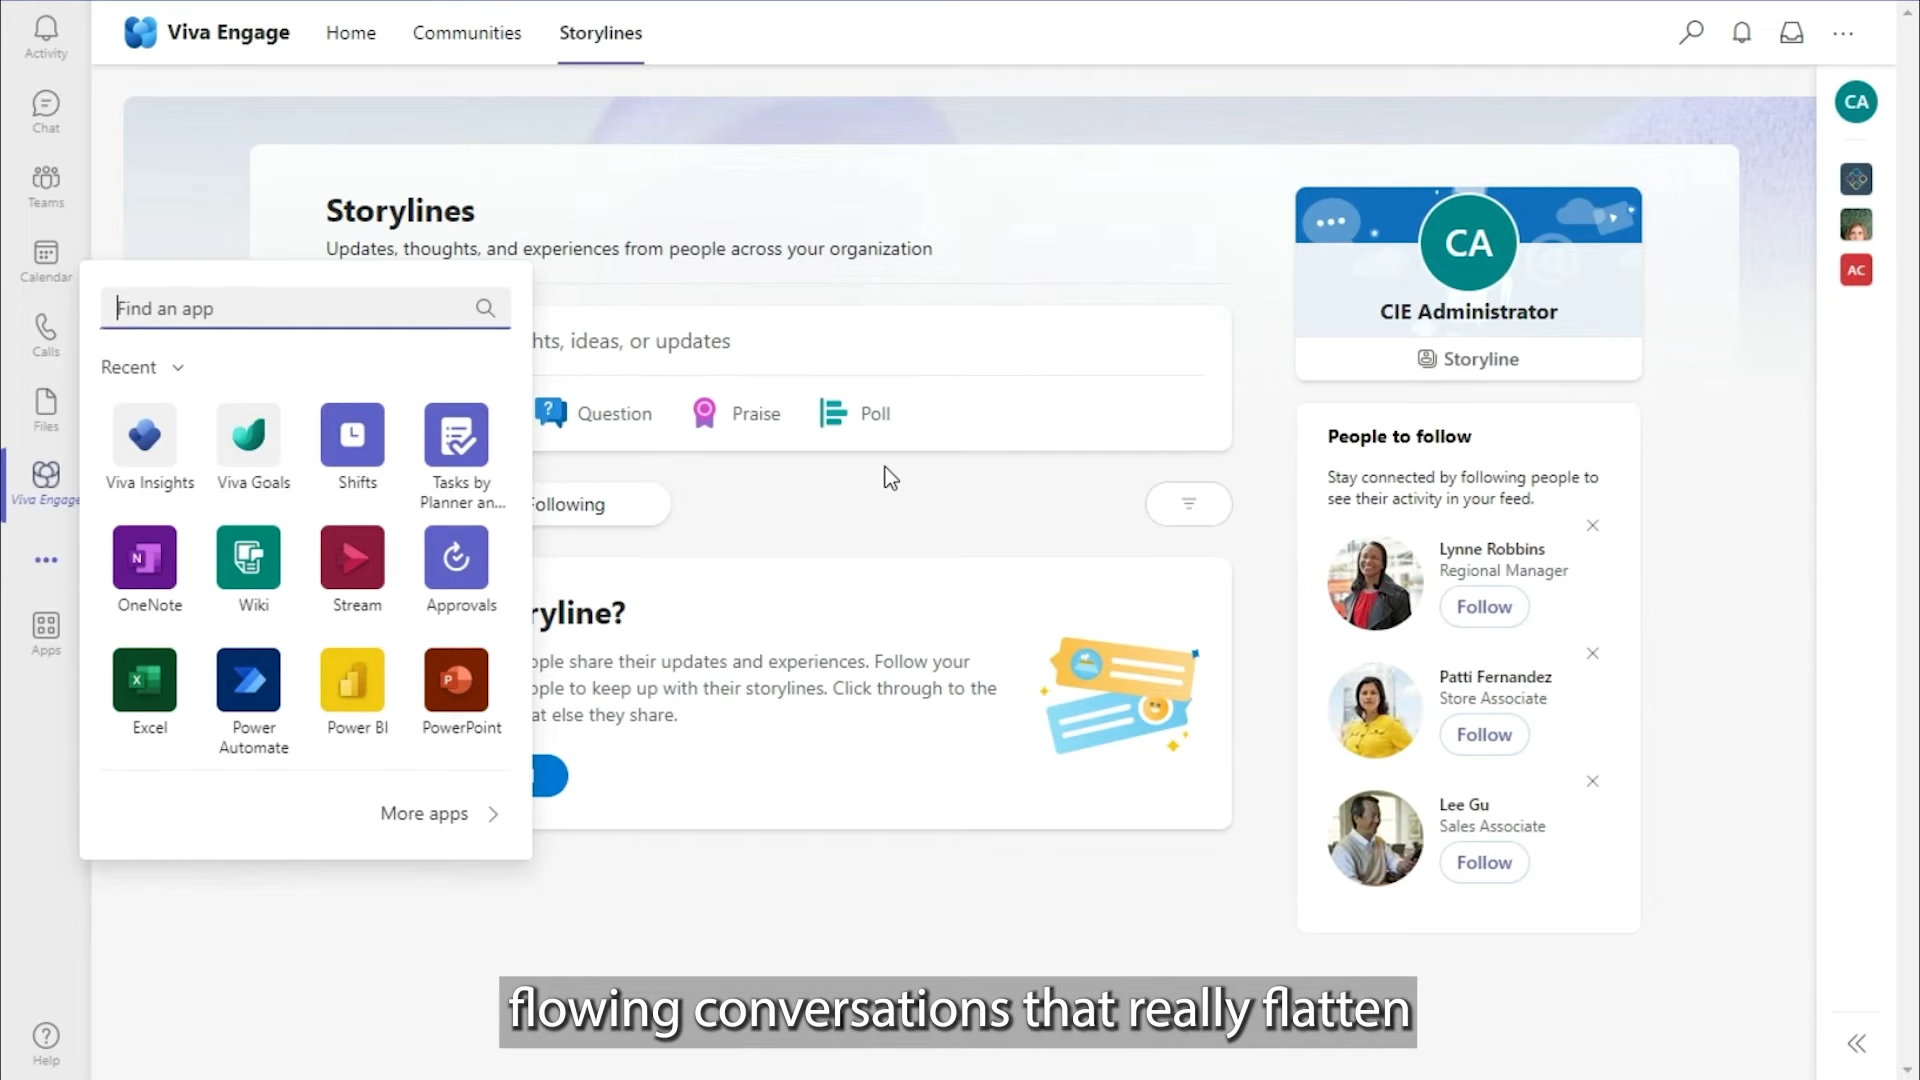 Activity
Chat
Teams
Calendar
Calls
Files
Viva Engage
Apps
Help
Viva Engage
Home
Communities
Storylines
Storylines
Updates, thoughts, and experiences from people across your organization
Find an app
Recent
Viva Insights
Viva Goals
Shifts
Tasks by
Planner an...
OneNote
Wiki
Stream
Approvals
Excel
Power
Automate
Power BI
PowerPoint
More apps
hts, ideas, or updates
Question
Praise
Poll
Following
ryline?
ople share their updates and experiences. Follow your
ople to keep up with their storylines. Click through to the
at else they share.
CA
CIE Administrator
Storyline
People to follow
Stay connected by following people to
see their activity in your feed.
Lynne Robbins
Regional Manager
Follow
Patti Fernandez
Store Associate
Follow
Lee Gu
Sales Associate
Follow
CA
AC
flowing conversations that really flatten